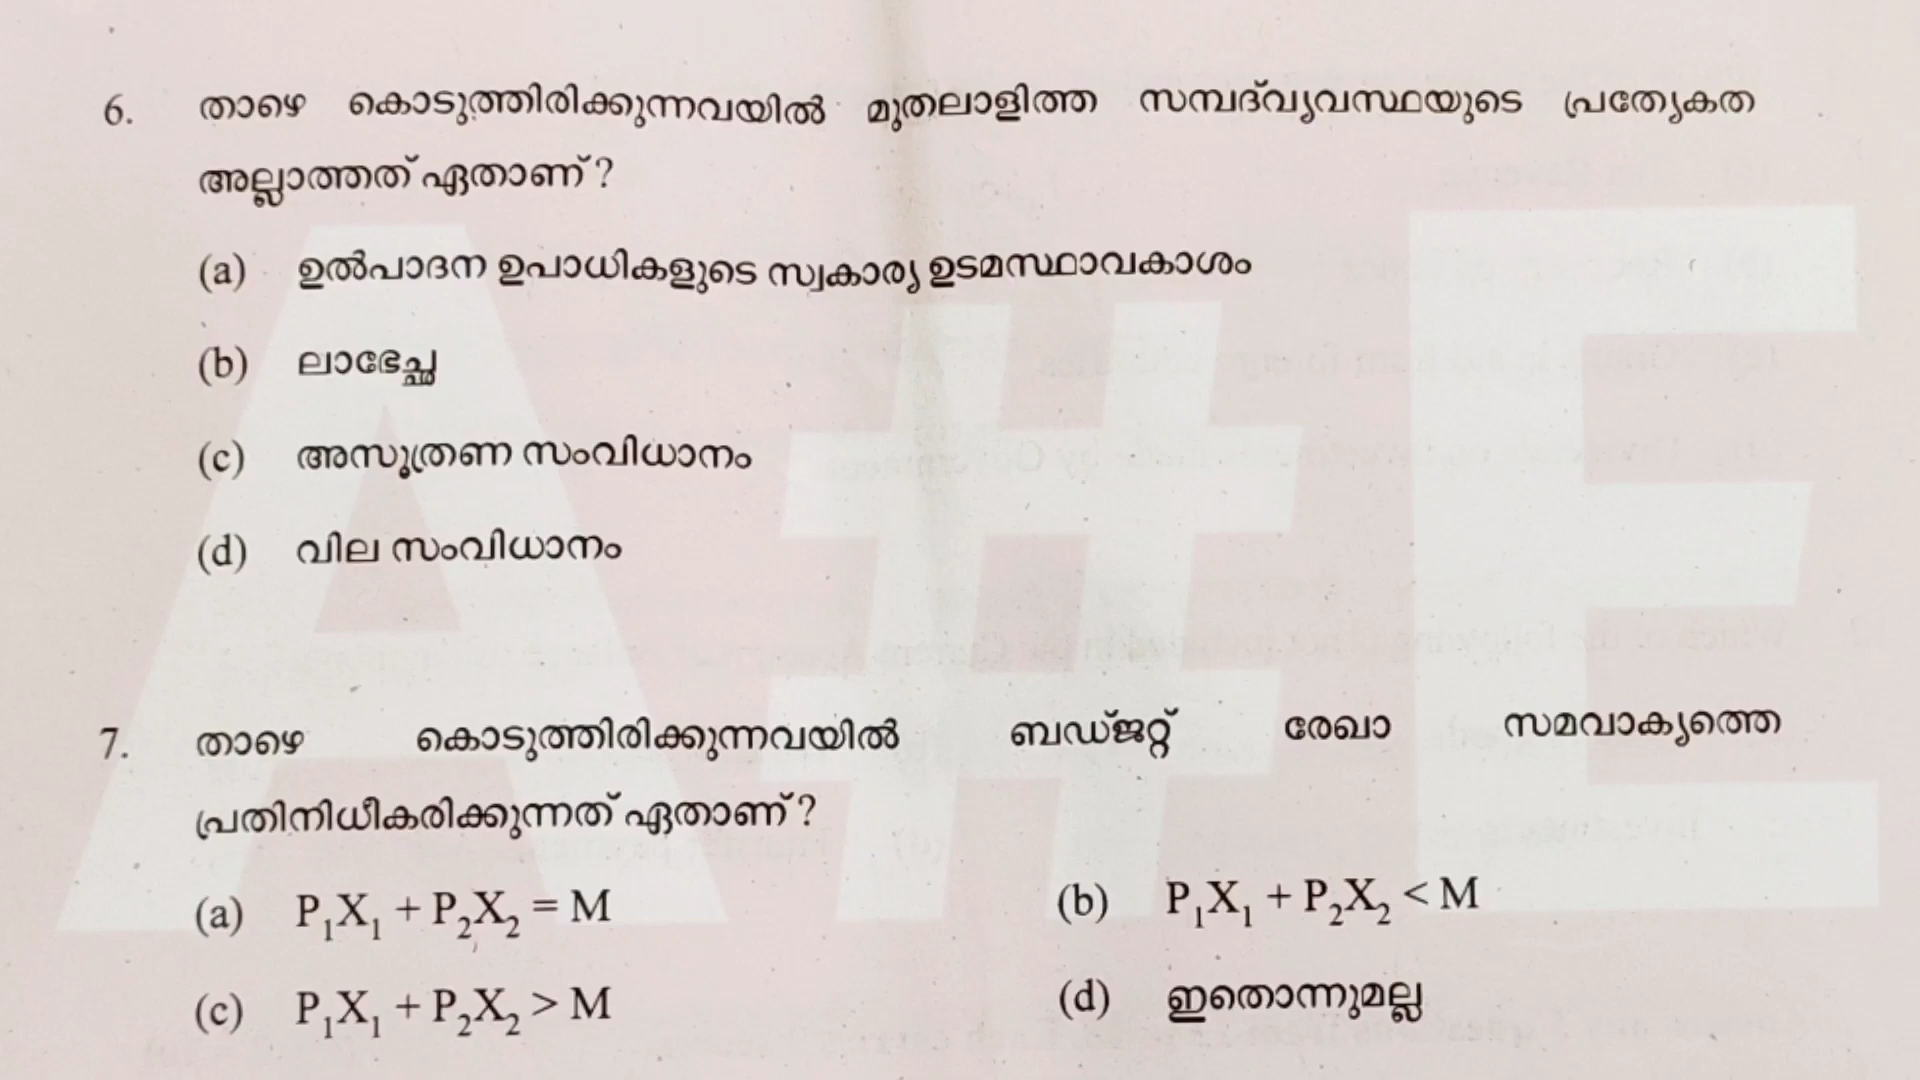 6. താഴെ കൊടുത്തിരിക്കുന്നവയിൽ മുതലാളിത്ത സമ്പദ്‌വ്യവസ്ഥയുടെ പ്രത്യേകത
അല്ലാത്തത് ഏതാണ്?
(a) ഉൽപാദന ഉപാധികളുടെ സ്വകാര്യ ഉടമസ്ഥാവകാശം
(b) ലാഭേച്ഛ
(c) അസൂത്രണ സംവിധാനം
(d) വില സംവിധാനം
7. താഴെ കൊടുത്തിരിക്കുന്നവയിൽ ബഡ്ജറ്റ് രേഖാ സമവാക്യത്തെ
പ്രതിനിധീകരിക്കുന്നത് ഏതാണ്?
(a) P₁X₁ + P₂X₂ = M (b) P₁X₁ + P₂X₂ < M
(c) P₁X₁ + P₂X₂ > M (d) ഇതൊന്നുമല്ല
A#E